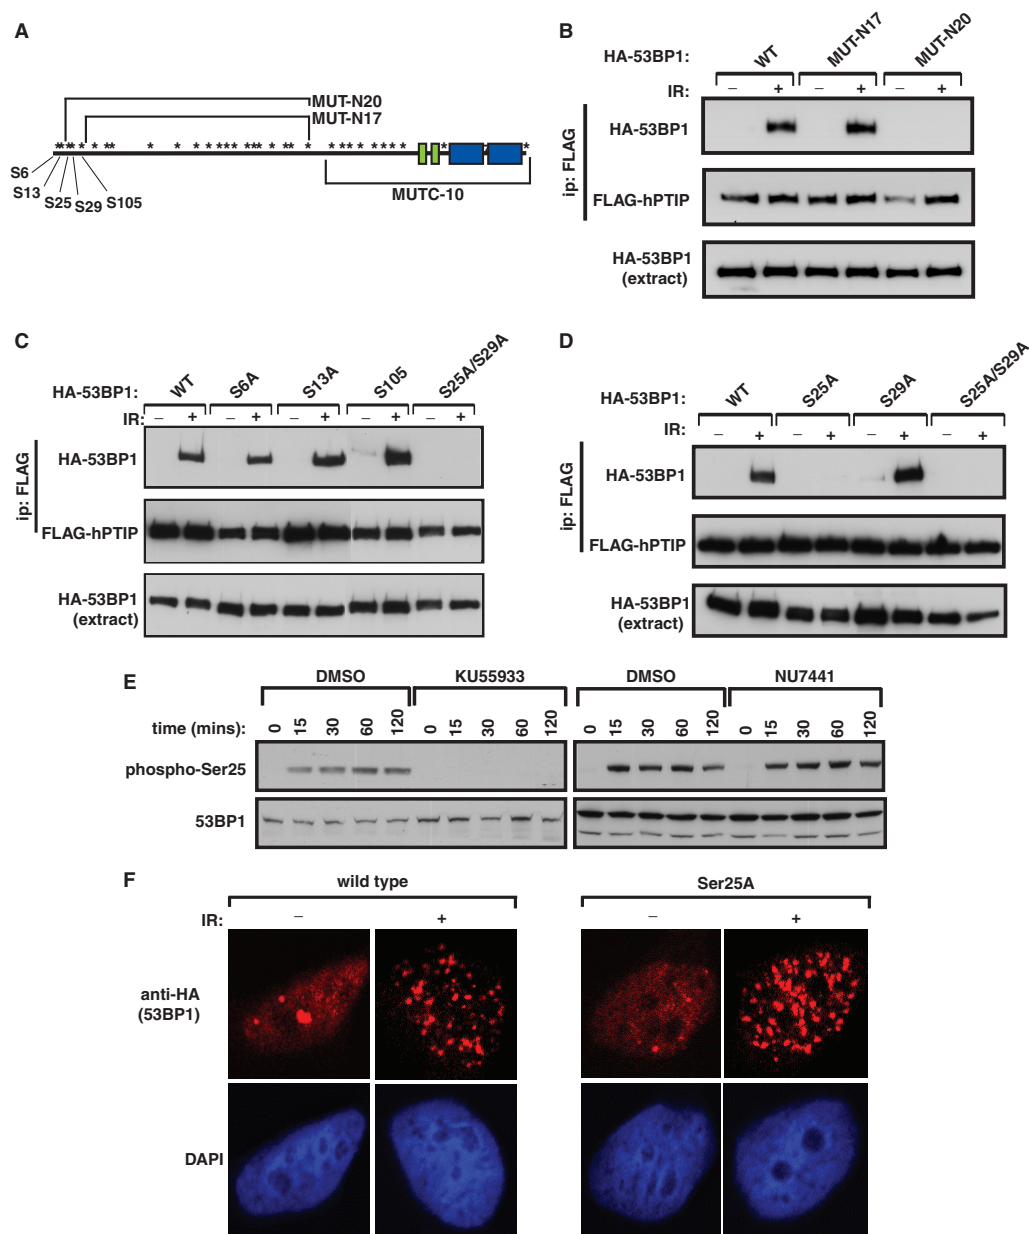 A
MUT-N20
MUT-N17
* * * * * * * * * * * * * * * * * * * * * * * * * * * * * *
S6
S13
S25
S29
S105
MUTC-10
B
HA-53BP1:
WT
MUT-N17
MUT-N20
IR:
– + – + – +
ip: FLAG
HA-53BP1
FLAG-hPTIP
HA-53BP1
(extract)
C
HA-53BP1:
WT
S6A
S13A
S105
S25A/S29A
IR:
– + – + – + – + – +
ip: FLAG
HA-53BP1
FLAG-hPTIP
HA-53BP1
(extract)
D
HA-53BP1:
WT
S25A
S29A
S25A/S29A
IR:
– + – + – + – +
ip: FLAG
HA-53BP1
FLAG-hPTIP
HA-53BP1
(extract)
E
DMSO KU55933 DMSO NU7441
time (mins): 0 15 30 60 120 0 15 30 60 120 0 15 30 60 120 0 15 30 60 120
phospho-Ser25
53BP1
F
wild type Ser25A
IR: – + – +
anti-HA
(53BP1)
DAPI